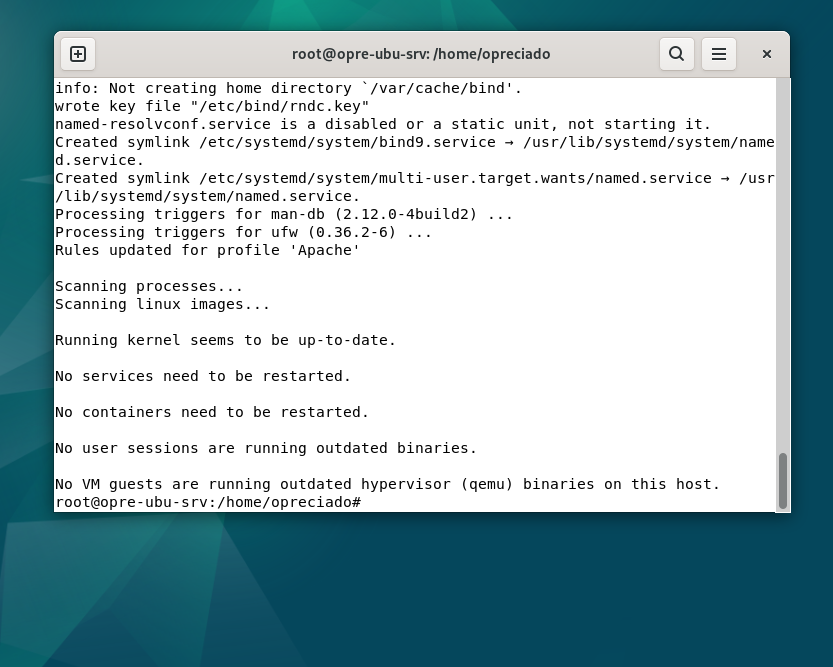 root@opre-ubu-srv: /home/opreciado
info: Not creating home directory `/var/cache/bind'.
wrote key file "/etc/bind/rndc.key"
named-resolvconf.service is a disabled or a static unit, not starting it.
Created symlink /etc/systemd/system/bind9.service → /usr/lib/systemd/system/name
d.service.
Created symlink /etc/systemd/system/multi-user.target.wants/named.service → /usr
/lib/systemd/system/named.service.
Processing triggers for man-db (2.12.0-4build2) ...
Processing triggers for ufw (0.36.2-6) ...
Rules updated for profile 'Apache'
Scanning processes...
Scanning linux images...
Running kernel seems to be up-to-date.
No services need to be restarted.
No containers need to be restarted.
No user sessions are running outdated binaries.
No VM guests are running outdated hypervisor (qemu) binaries on this host.
root@opre-ubu-srv:/home/opreciado#